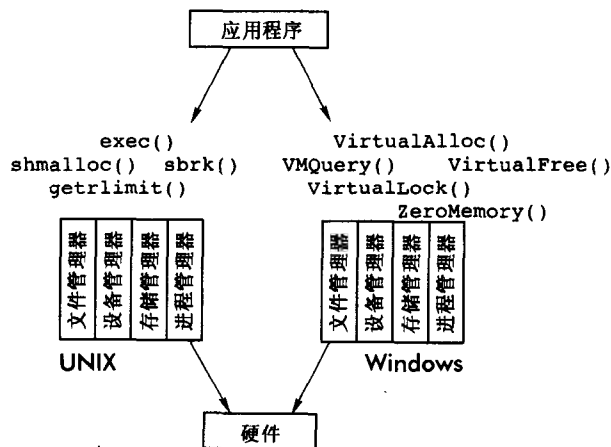 应用程序
exec()
shmalloc() sbrk()
getrlimit()
VirtualAlloc()
VMQuery() VirtualFree()
VirtualLock()
ZeroMemory()
文件管理器
设备管理器
存储管理器
进程管理器
UNIX
文件管理器
设备管理器
存储管理器
进程管理器
Windows
硬件